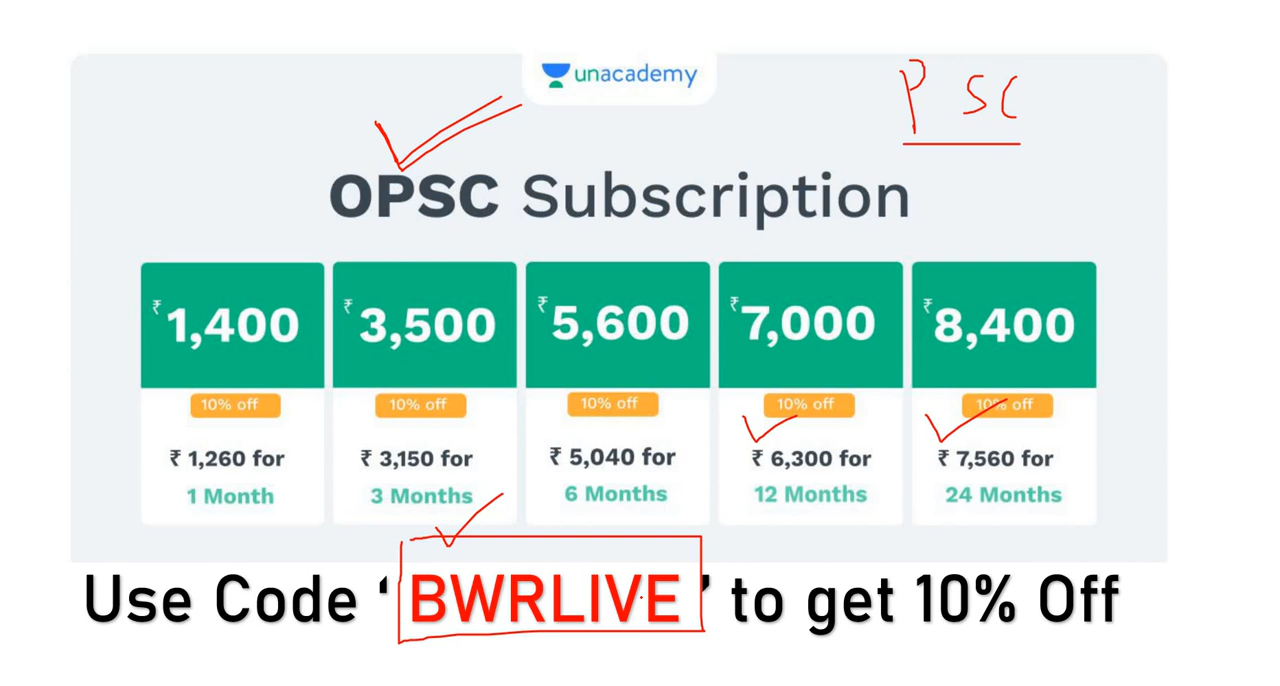 unacademy
P SC
OPSC Subscription
₹1,400 ₹3,500 ₹5,600 ₹7,000 ₹8,400
10% off 10% off 10% off 10% off 10% off
₹ 1,260 for ₹ 3,150 for ₹ 5,040 for ₹ 6,300 for ₹ 7,560 for
1 Month 3 Months 6 Months 12 Months 24 Months
Use Code ‘ BWRLIVE ’ to get 10% Off